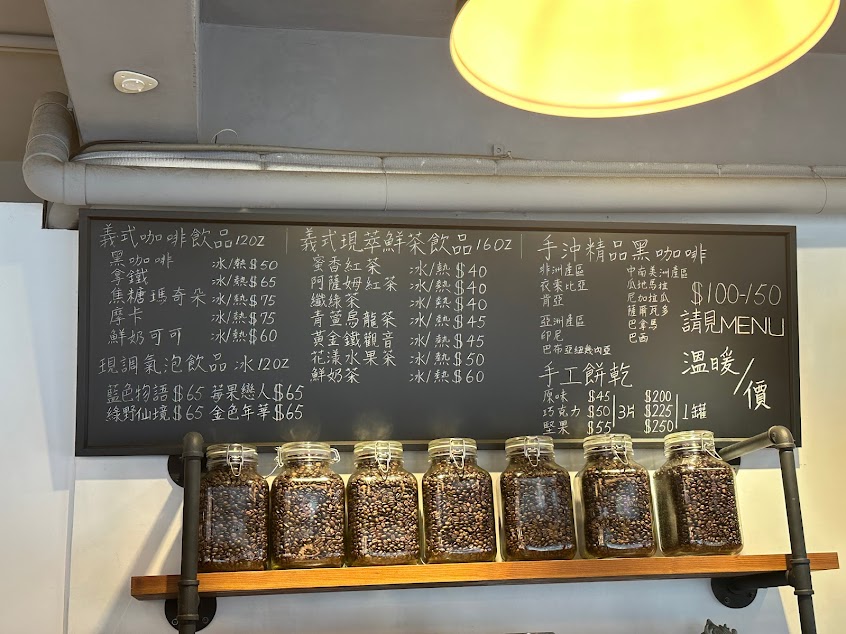 義式咖啡飲品12OZ
黑咖啡 冰/熱$50
拿鐵 冰/熱$65
焦糖瑪奇朵 冰/熱$75
摩卡 冰/熱$75
鮮奶可可 冰/熱$60
現調氣泡飲品 冰12OZ
藍色物語$65 莓果戀人$65
綠野仙境$65 金色年華$65
義式現萃鮮茶飲品16OZ
蜜香紅茶 冰/熱$40
阿薩姆紅茶 冰/熱$40
纖綠茶 冰/熱$40
青萱烏龍茶 冰/熱$45
黃金鐵觀音 冰/熱$45
花漾水果茶 冰/熱$50
鮮奶茶 冰/熱$60
手沖精品黑咖啡
非洲產區
衣索比亞
肯亞
亞洲產區
印尼
巴布亞紐幾內亞
中南美洲產區
瓜地馬拉
尼加拉瓜
薩爾瓦多
巴拿馬
巴西
$100-150
請見MENU
溫暖/價
手工餅乾
原味 $45 $200
巧克力 $50 3片 $225 1罐
堅果 $55 $250